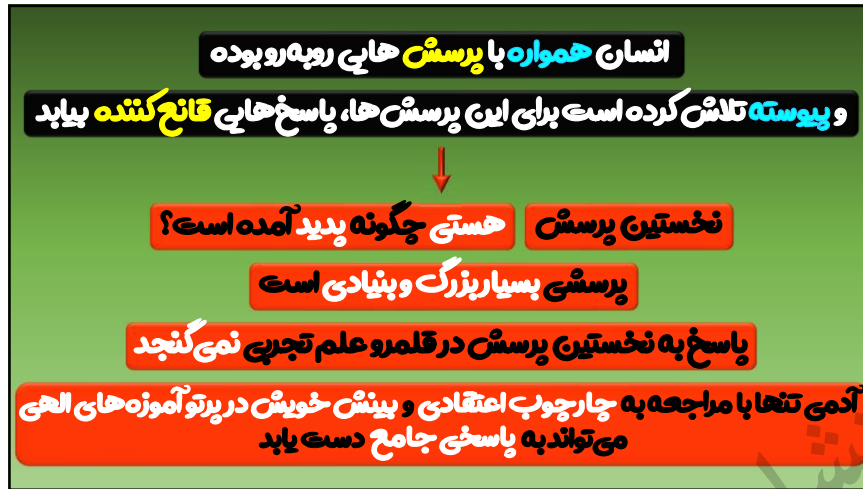 انسان همواره با پرسش هایی روبه‌رو بوده
و پیوسته تلاش کرده است برای این پرسش‌ها، پاسخ‌هایی قانع‌کننده بیابد
نخستین پرسش هستی چگونه پدید آمده است؟
پرسشی بسیار بزرگ و بنیادی است
پاسخ به نخستین پرسش در قلمرو علم تجربی نمی‌گنجد
آدمی تنها با مراجعه به چارچوب اعتقادی و بینش خویش در پرتو آموزه‌های الهی
می‌تواند به پاسخی جامع دست یابد